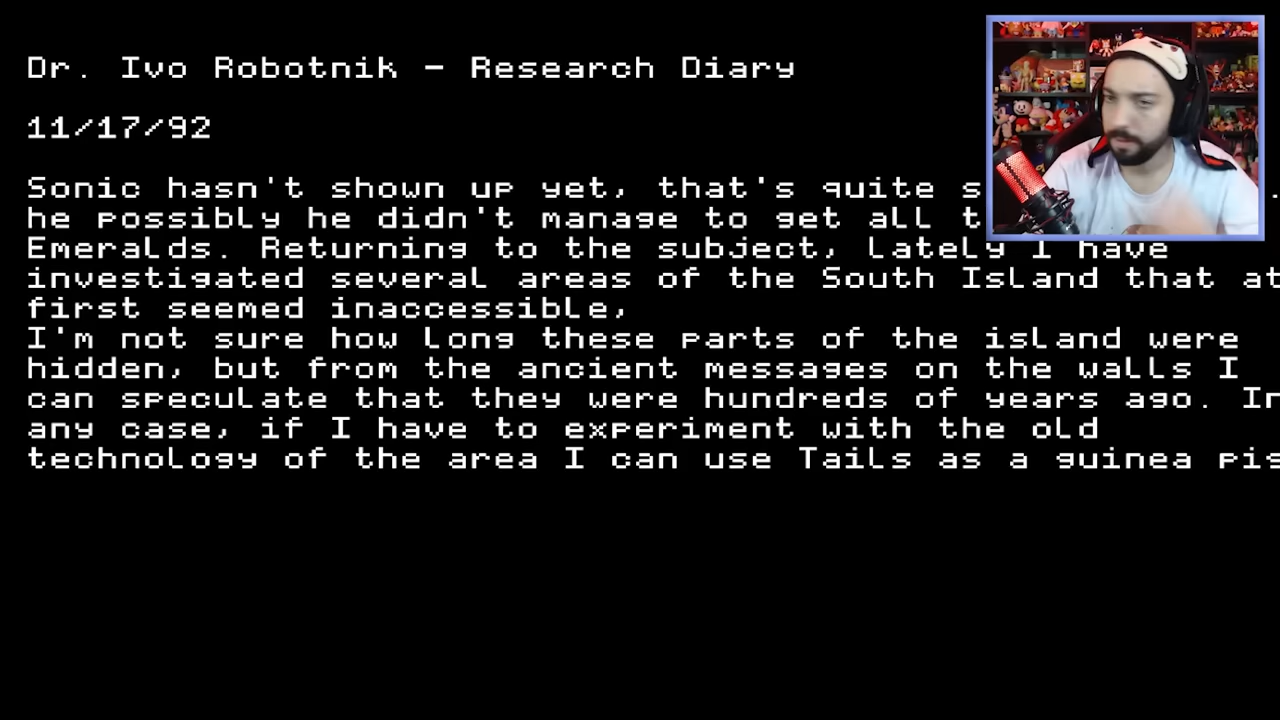 Dr. Ivo Robotnik - Research Diary
11/17/92
Sonic hasn't shown up yet, that's quite
he possibly he didn't manage to get all
Emeralds. Returning to the subject, lately I have
investigated several areas of the South Island that at
first seemed inaccessible,
I'm not sure how long these parts of the island were
hidden, but from the ancient messages on the walls I
can speculate that they were hundreds of years ago. In
any case, if I have to experiment with the old
technology of the area I can use Tails as a guinea pig